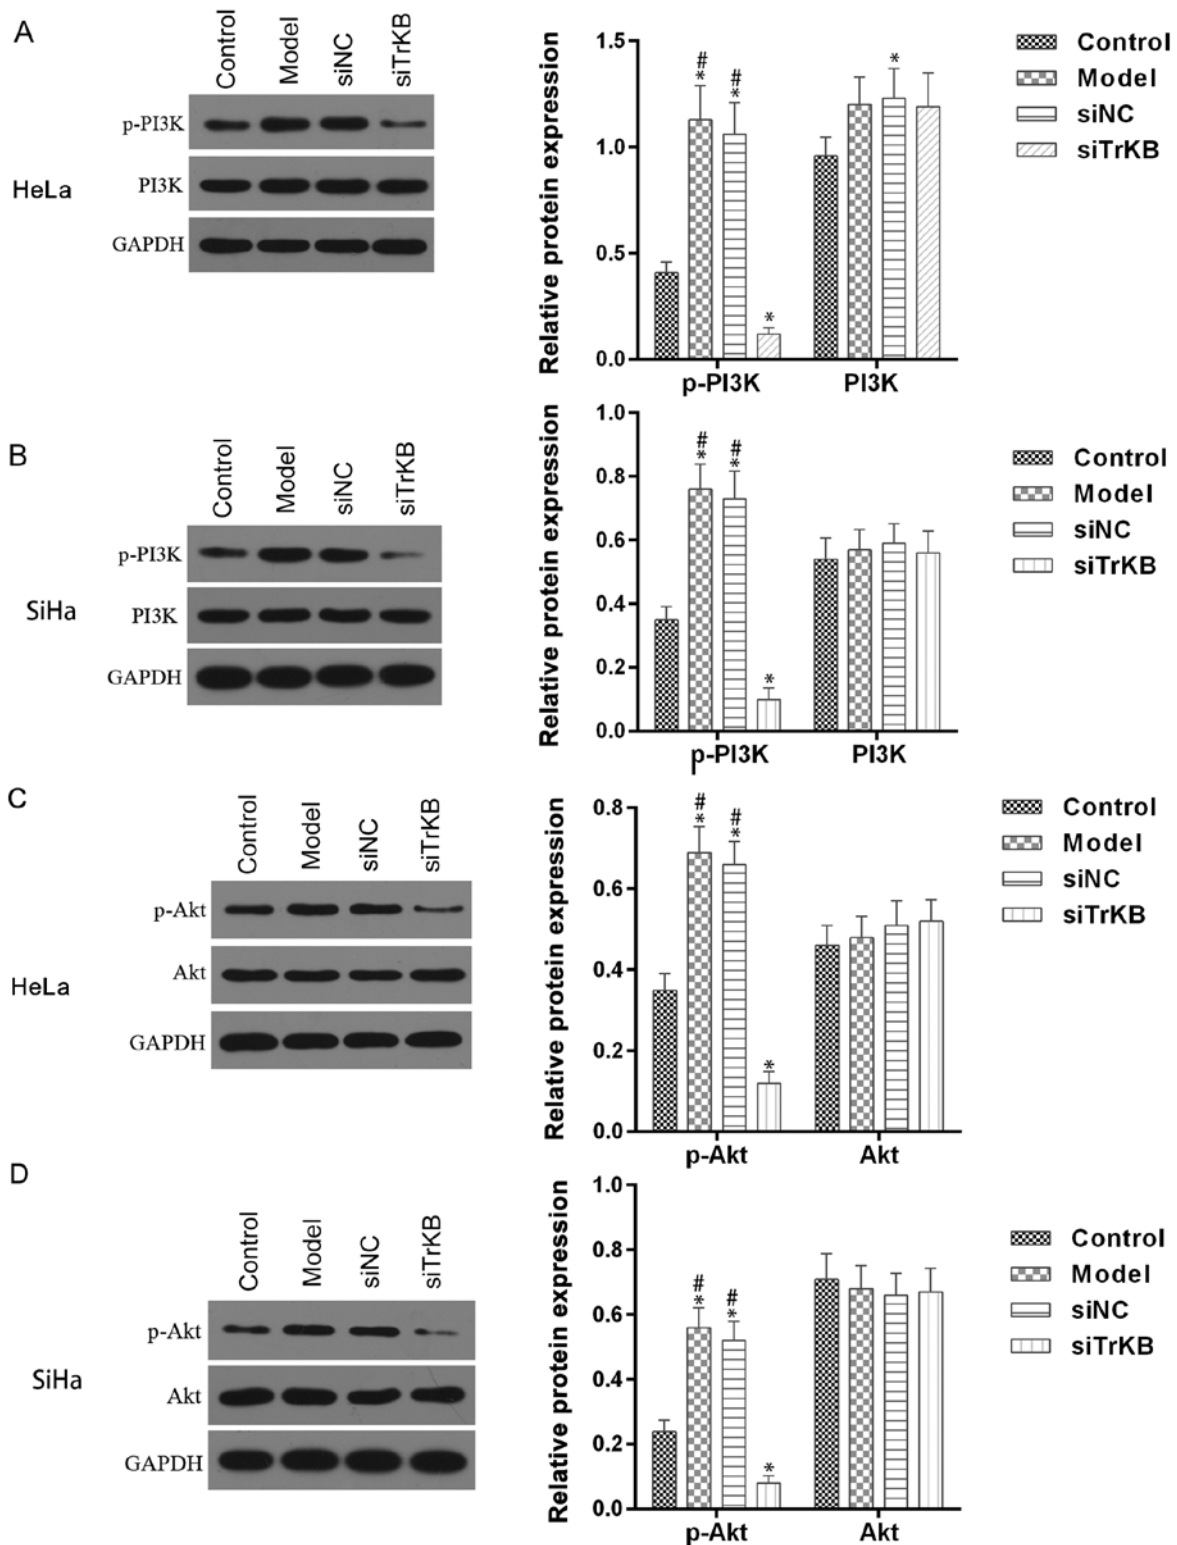 A
Control
Model
siNC
siTrKB
p-PI3K
HeLa
PI3K
GAPDH
Relative protein expression
1.5
1.0
0.5
0.0
#
*
#
*
*
*
p-PI3K
PI3K
Control
Model
siNC
siTrKB
B
Control
Model
siNC
siTrKB
p-PI3K
SiHa
PI3K
GAPDH
Relative protein expression
1.0
0.8
0.6
0.4
0.2
0.0
#
*
#
*
*
p-PI3K
PI3K
Control
Model
siNC
siTrKB
C
Control
Model
siNC
siTrKB
p-Akt
HeLa
Akt
GAPDH
Relative protein expression
0.8
0.6
0.4
0.2
0.0
#
*
#
*
*
p-Akt
Akt
Control
Model
siNC
siTrKB
D
Control
Model
siNC
siTrKB
p-Akt
SiHa
Akt
GAPDH
Relative protein expression
1.0
0.8
0.6
0.4
0.2
0.0
#
*
#
*
*
p-Akt
Akt
Control
Model
siNC
siTrKB